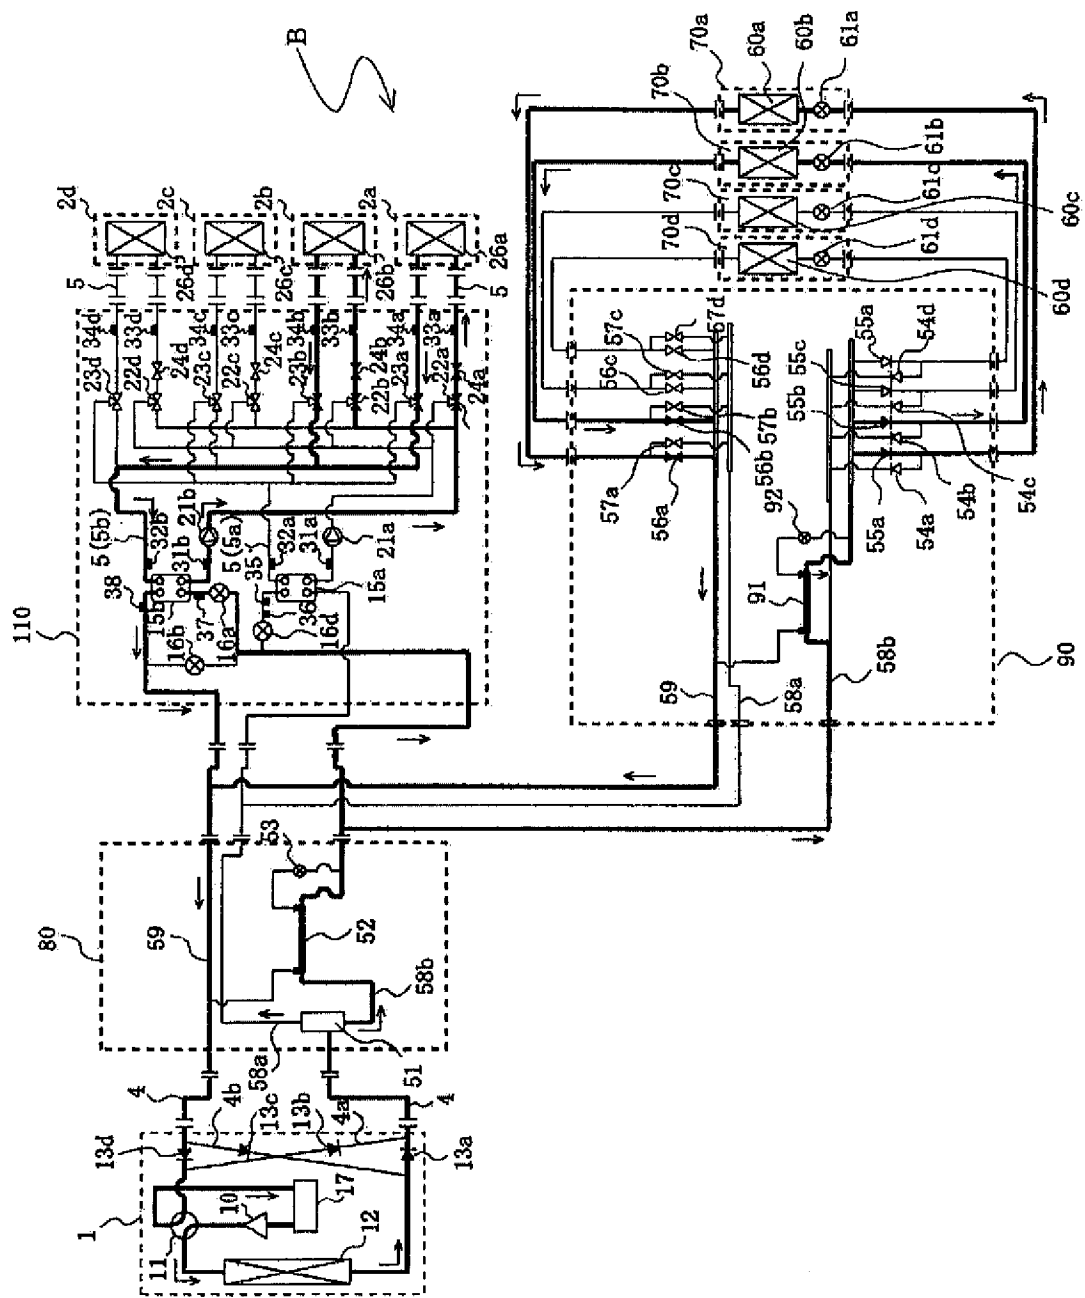 B
70a
60a
60b
61a
70b
70c
70d
61b
61c
61d
60c
60d
2d
2c
2b
2a
5
26d
26c
26b
26a
5
34d
33d
34c
33c
34b
33b
34a
33a
23d
22d
24d
23c
22c
24c
23b
22b
24b
23a
22a
24a
5 (5b)
32b
21b
31b
5 (5a)
32a
31a
21a
38
15b
16b
37
16a
35
36
16d
15a
110
57d
57c
56d
56c
57b
56b
57a
56a
55a
54d
55c
55b
54c
54b
54a
55a
92
91
59
58a
58b
90
80
59
53
52
58b
58a
51
4
4b
13c
13b
4a
4
13d
13a
1
11
10
17
12